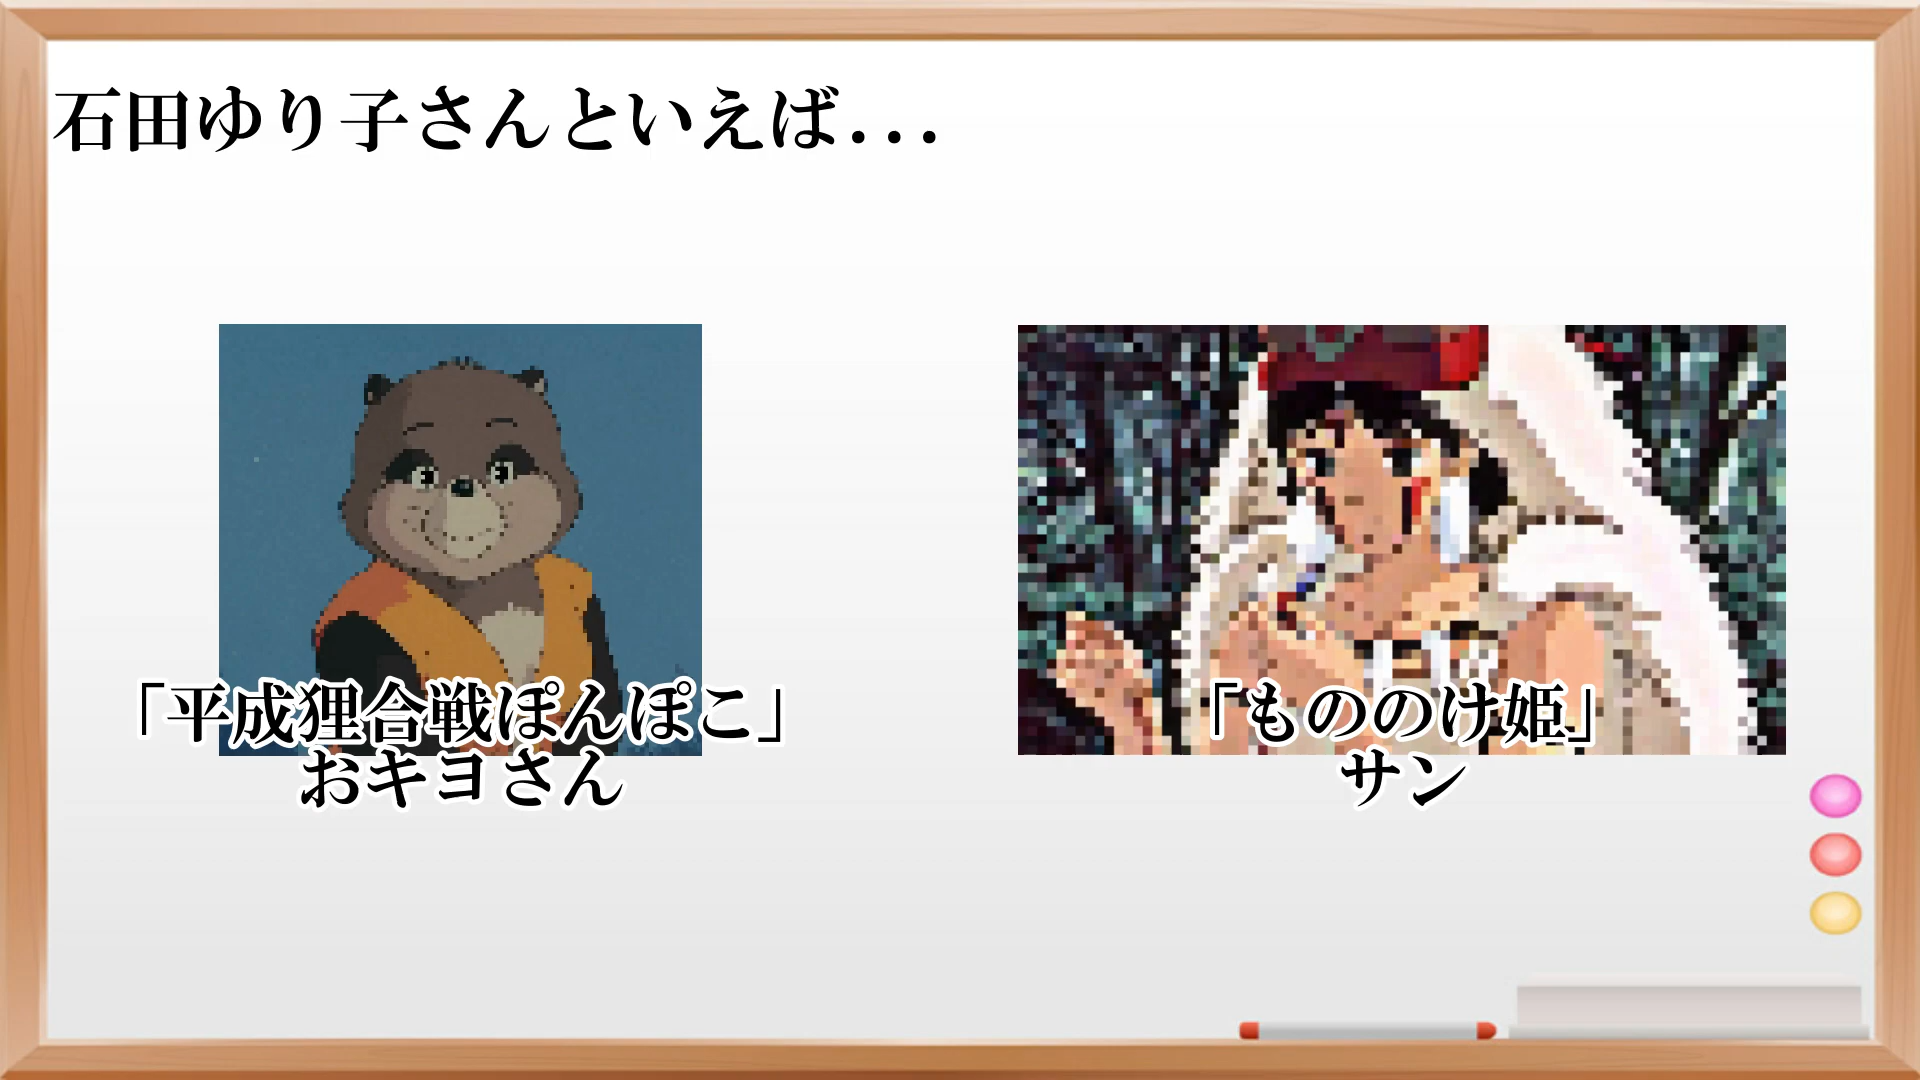 石田ゆり子さんといえば...
「平成狸合戦ぽんぽこ」
おキヨさん
「もののけ姫」
サン